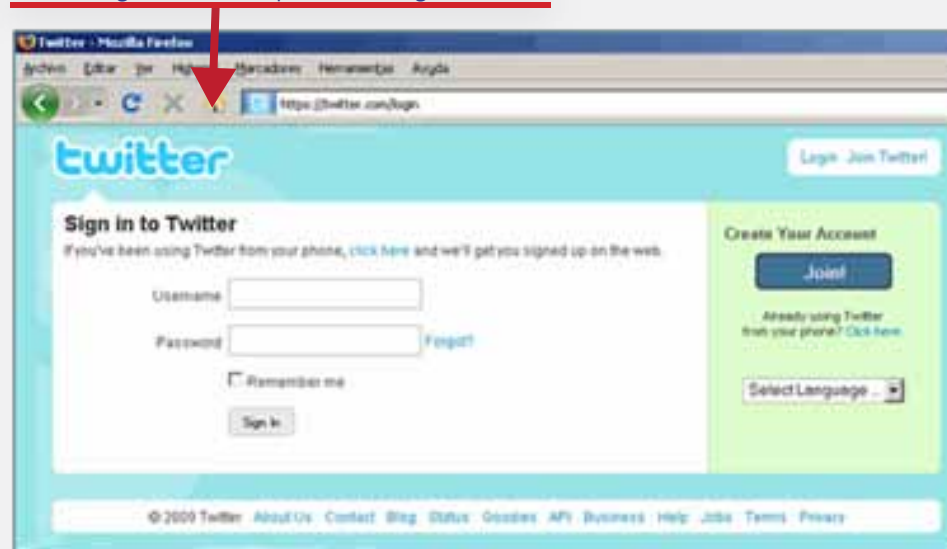 Twitter - Mozilla Firefox
Archivo Editar Ver Marcadores Herramientas Ayuda
https://twitter.com/login
twitter
Login Join Twitter!
Sign in to Twitter
If you've been using Twitter from your phone, click here and we'll get you signed up on the web.
Username
Password
Forgot?
Remember me
Sign In
Create Your Account
Join!
Already using Twitter
from your phone? Click here.
Select Language ...
© 2009 Twitter About Us Contact Blog Status Goodies API Business Help Jobs Terms Privacy